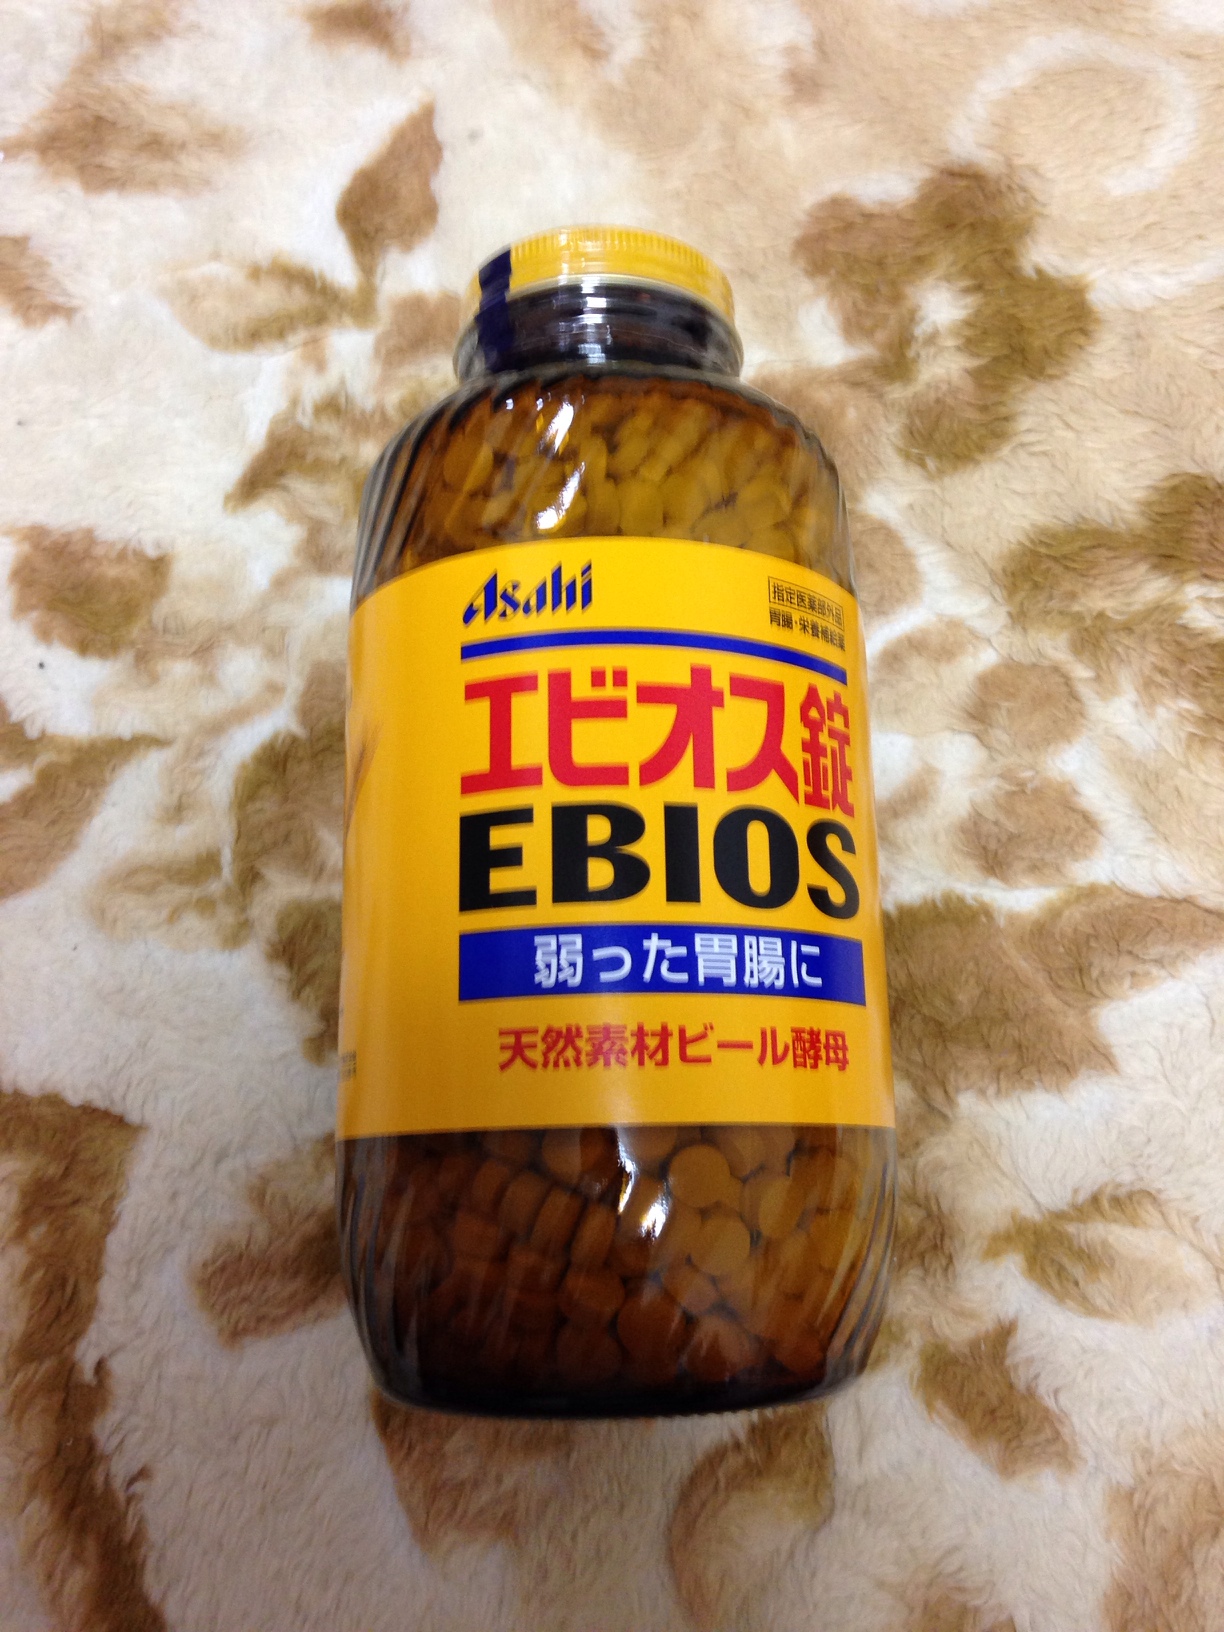 Asahi
指定医薬部外品
胃腸・栄養補給薬
エビオス錠
EBIOS
弱った胃腸に
天然素材ビール酵母